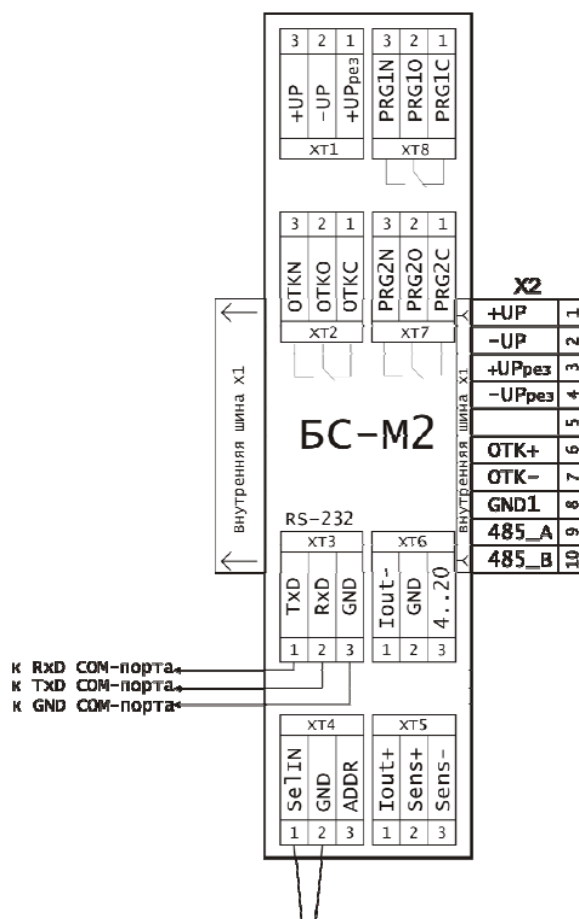 3 2 1
+UP -UP +UPрез
XT1
3 2 1
PRG1N PRG1O PRG1C
XT8
3 2 1
OTKN OTKO OTKC
XT2
3 2 1
PRG2N PRG2O PRG2C
XT7
внутренняя шина x1
БС-М2
внутренняя шина x1
X2
+UP 1
-UP 2
+UPрез 3
-UPрез 4
5
OTK+ 6
OTK- 7
GND1 8
485_A 9
485_B 10
RS-232
XT3
TxD RxD GND
1 2 3
XT6
Iout- GND 4..20
1 2 3
к RxD COM-порта
к TxD COM-порта
к GND COM-порта
XT4
SelIN GND ADDR
1 2 3
XT5
Iout+ Sens+ Sens-
1 2 3